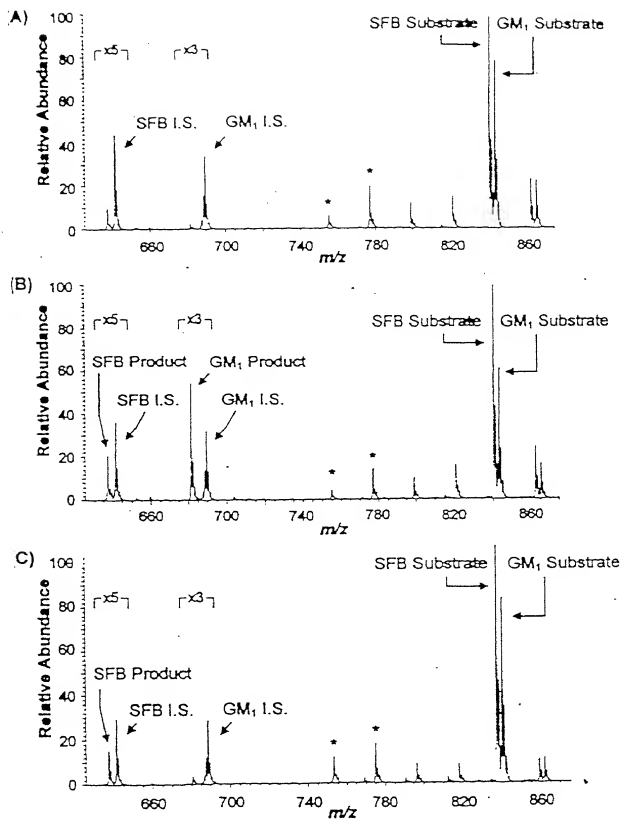 (A)
SFB Substrate GM₁ Substrate
x5 x3
SFB I.S.
GM₁ I.S.
* *
Relative Abundance
100
80
60
40
20
0
660 700 740 780 820 860
m/z
(B)
SFB Substrate GM₁ Substrate
x5 x3
SFB Product GM₁ Product
SFB I.S.
GM₁ I.S.
* *
Relative Abundance
100
80
60
40
20
0
660 700 740 780 820 860
m/z
C)
SFB Substrate GM₁ Substrate
x5 x3
SFB Product
SFB I.S. GM₁ I.S.
* *
Relative Abundance
100
80
60
40
20
0
660 700 740 780 820 860
m/z